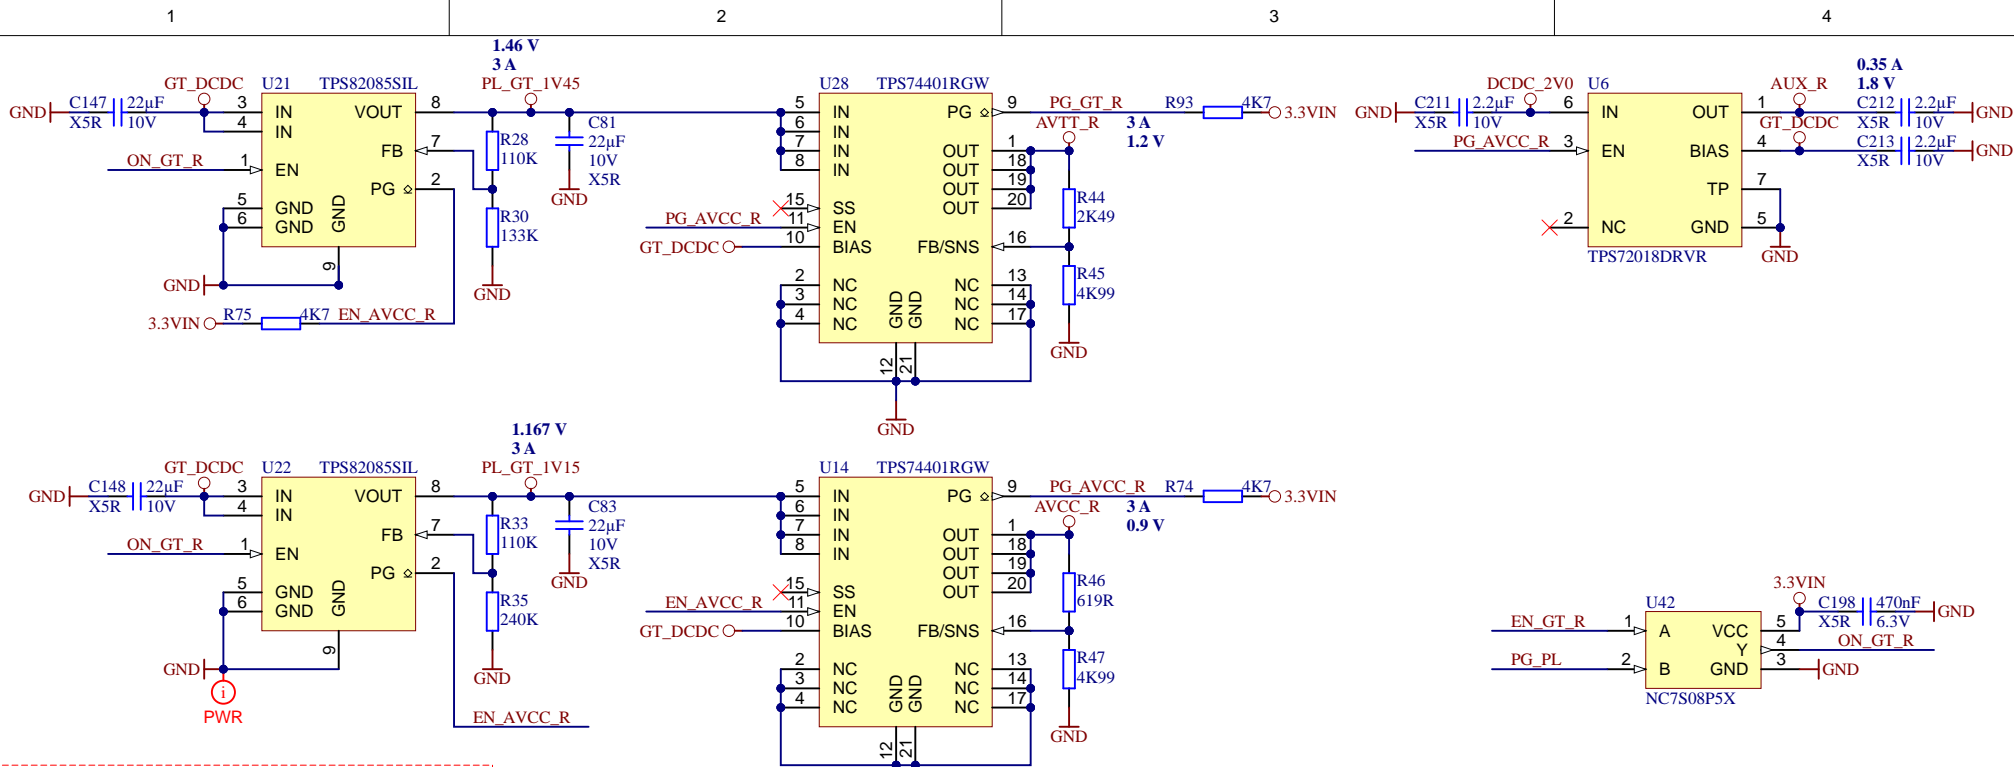 1 2 3 4
1.46 V
3 A
GT_DCDC U21 TPS82085SIL PL_GT_1V45
GND C147 22µF X5R 10V
3 IN VOUT 8
4 IN
FB 7
ON_GT_R 1 EN
PG 2
5 GND
6 GND
GND
9
GND
3.3VIN R75 4K7 EN_AVCC_R
R28
110K
R30
133K
GND
C81
22µF
10V
X5R
GND
U28 TPS74401RGW
5 IN PG 9
6 IN
7 IN OUT 1
8 IN OUT 18
OUT 19
15 SS OUT 20
PG_AVCC_R 11 EN
GT_DCDC 10 BIAS FB/SNS 16
2 NC NC 13
3 NC NC 14
4 NC NC 17
GND GND
12 21
GND
PG_GT_R R93 4K7 3.3VIN
AVTT_R 3 A
1.2 V
R44
2K49
R45
4K99
GND
DCDC_2V0 U6 AUX_R
0.35 A
1.8 V
GND C211 2.2µF X5R 10V
6 IN OUT 1
C212 2.2µF X5R 10V GND
GT_DCDC
PG_AVCC_R 3 EN BIAS 4
C213 2.2µF X5R 10V GND
TP 7
2 NC GND 5
TPS72018DRVR
GND
1.167 V
3 A
GT_DCDC U22 TPS82085SIL PL_GT_1V15
GND C148 22µF X5R 10V
3 IN VOUT 8
4 IN
FB 7
ON_GT_R 1 EN
PG 2
5 GND
6 GND
GND
9
GND
i
PWR
EN_AVCC_R
R33
110K
R35
240K
GND
C83
22µF
10V
X5R
GND
U14 TPS74401RGW
5 IN PG 9
6 IN
7 IN OUT 1
8 IN OUT 18
OUT 19
15 SS OUT 20
EN_AVCC_R 11 EN
GT_DCDC 10 BIAS FB/SNS 16
2 NC NC 13
3 NC NC 14
4 NC NC 17
GND GND
12 21
PG_AVCC_R R74 4K7 3.3VIN
AVCC_R 3 A
0.9 V
R46
619R
R47
4K99
GND
3.3VIN
U42 C198 470nF X5R 6.3V GND
EN_GT_R 1 A VCC 5
Y 4 ON_GT_R
PG_PL 2 B GND 3 GND
NC7S08P5X